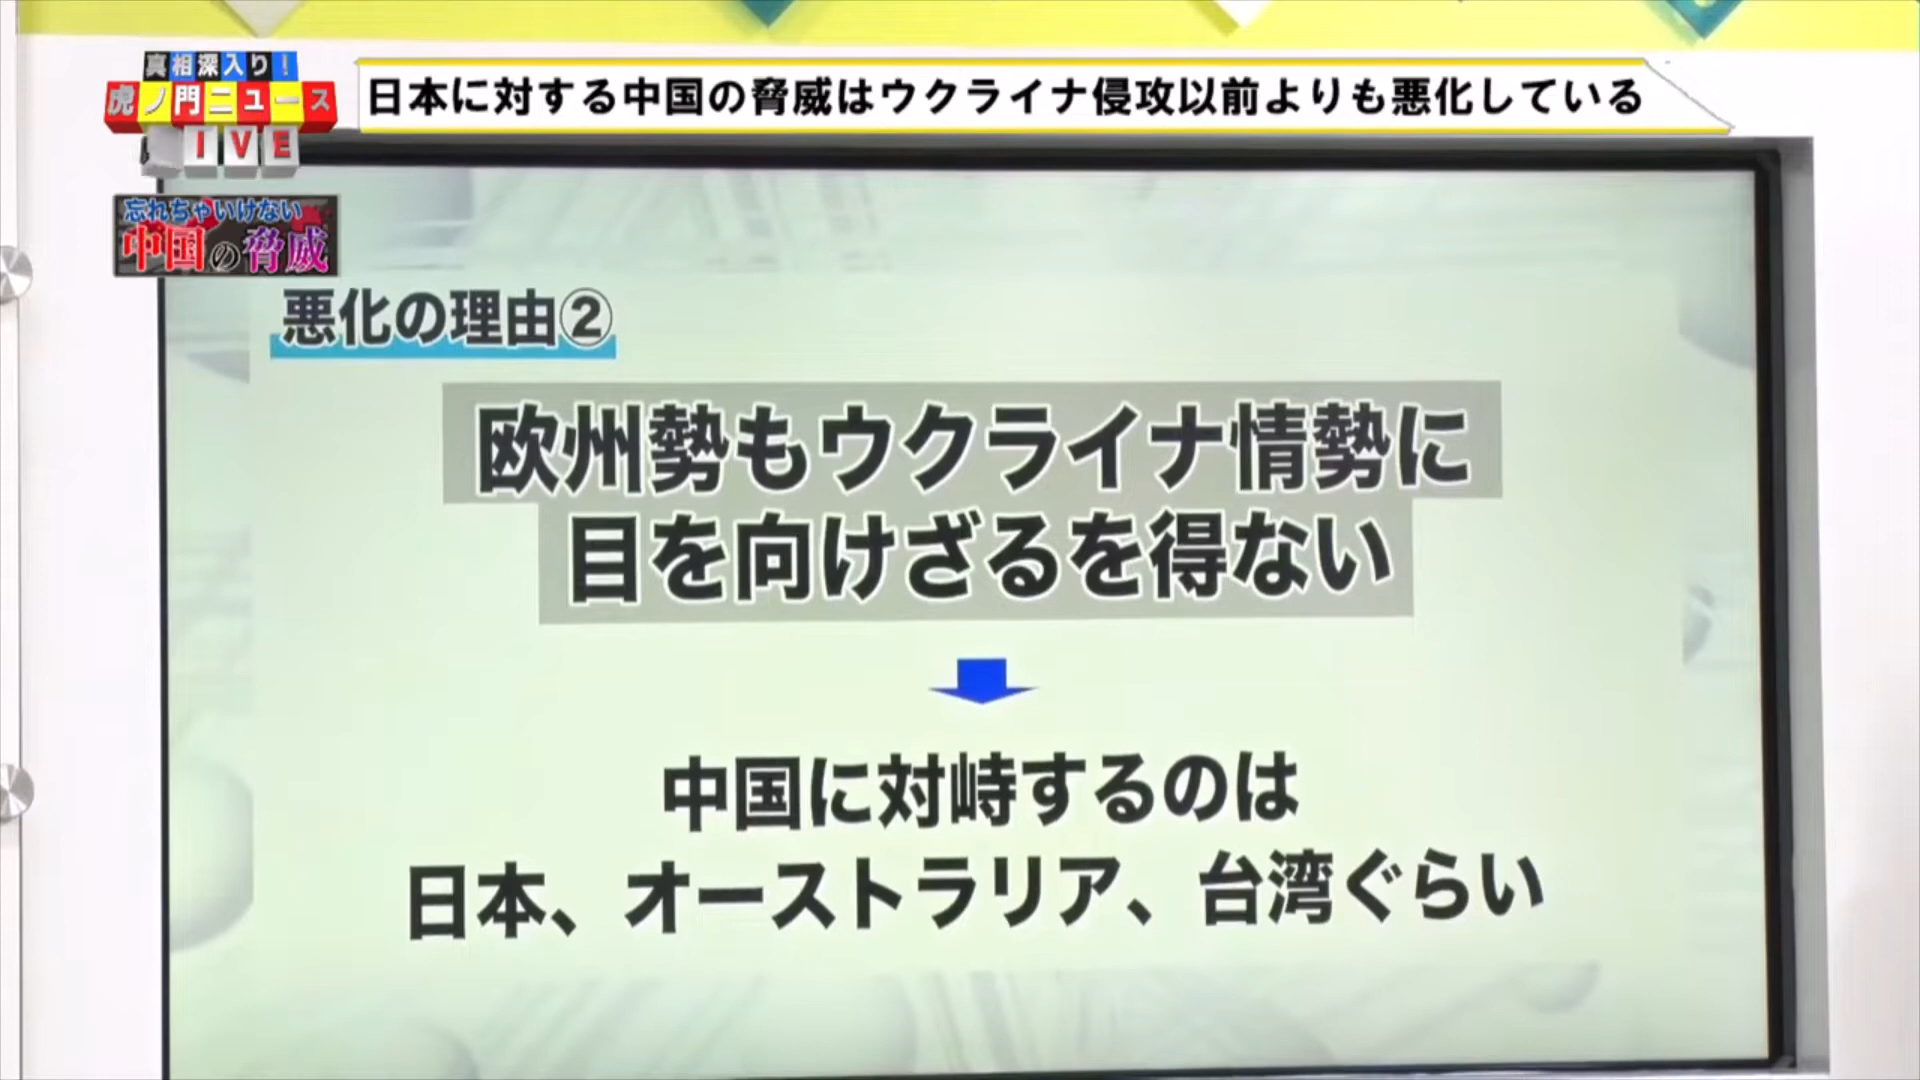 真相深入り！
虎ノ門ニュース
LIVE
日本に対する中国の脅威はウクライナ侵攻以前よりも悪化している
忘れちゃいけない
中国の脅威
悪化の理由②
欧州勢もウクライナ情勢に
目を向けざるを得ない
中国に対峙するのは
日本、オーストラリア、台湾ぐらい